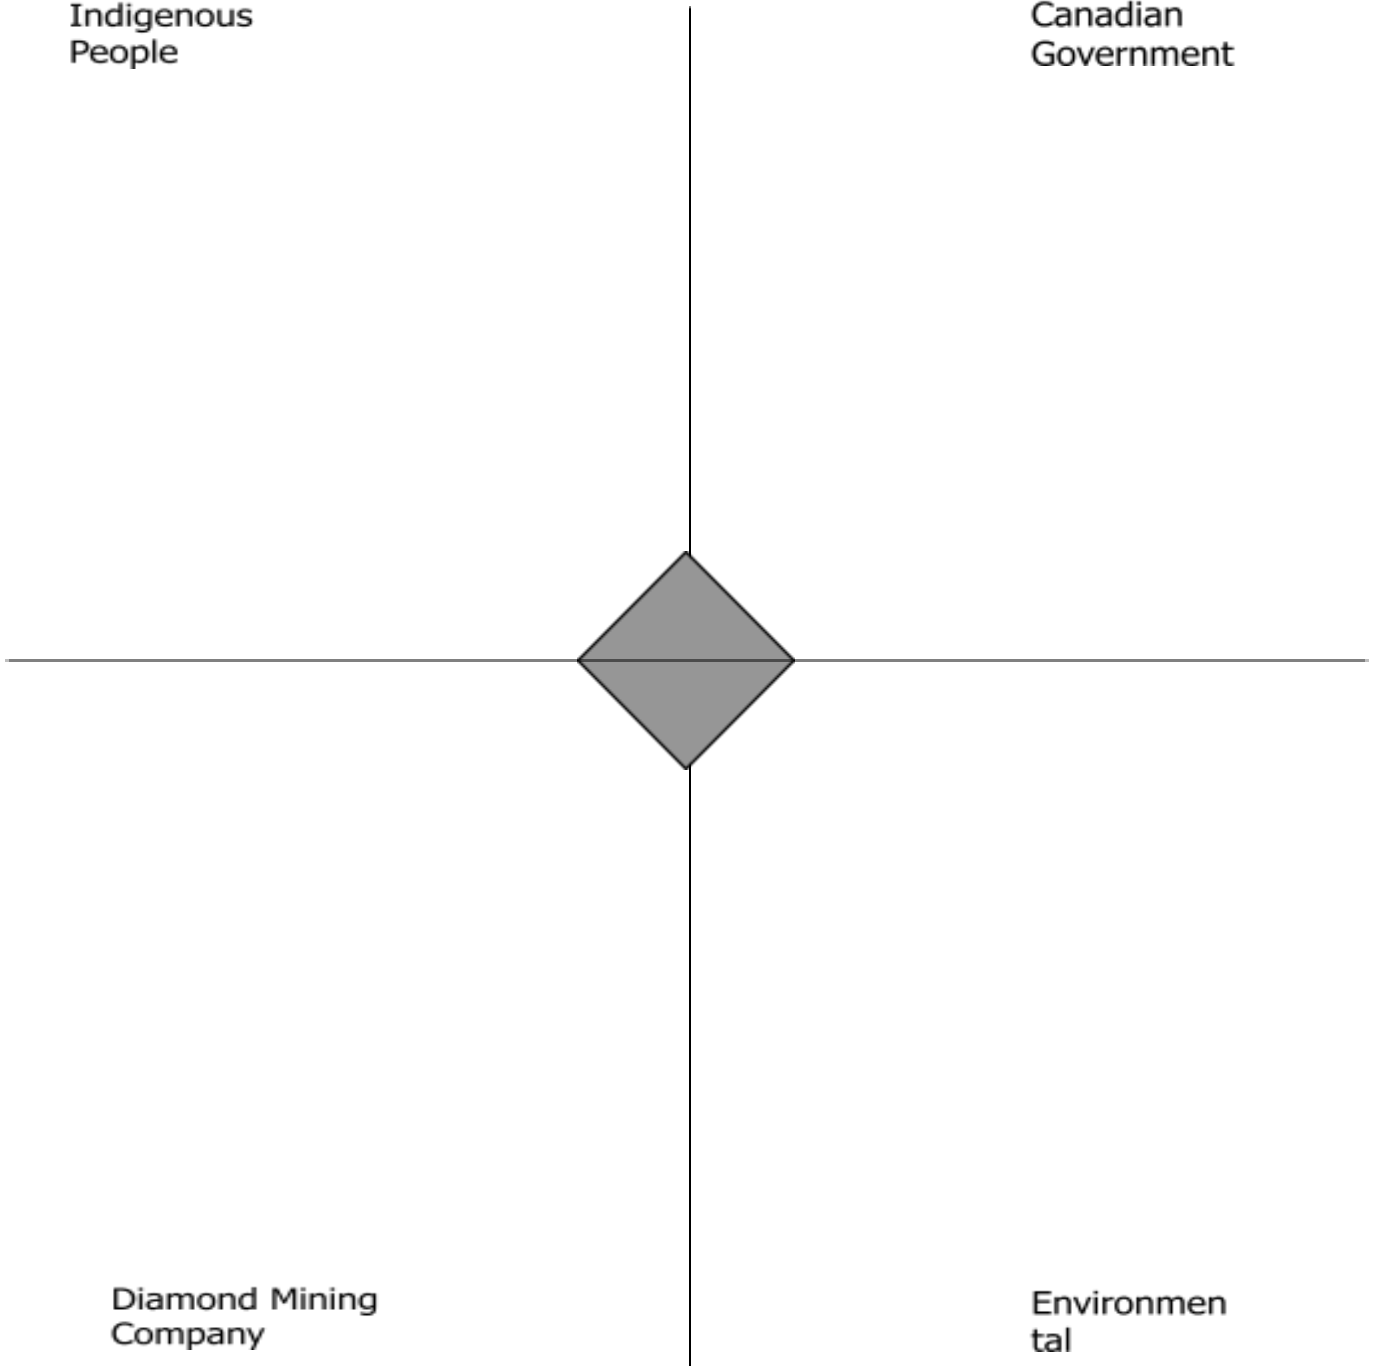 Indigenous
People
Canadian
Government
Diamond Mining
Company
Environmen
tal